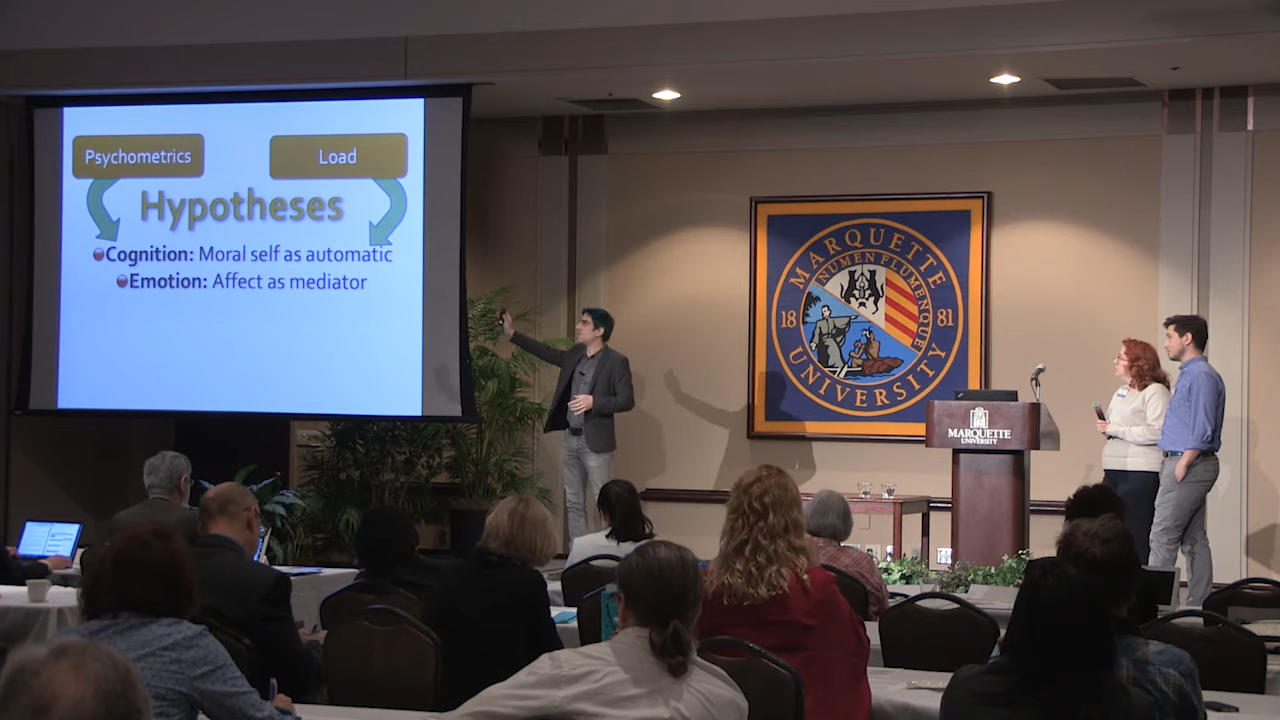 Psychometrics
Load
Hypotheses
Cognition: Moral self as automatic
Emotion: Affect as mediator
MARQUETTE
NUMEN FLUMENQUE
18 81
UNIVERSITY
MARQUETTE
UNIVERSITY